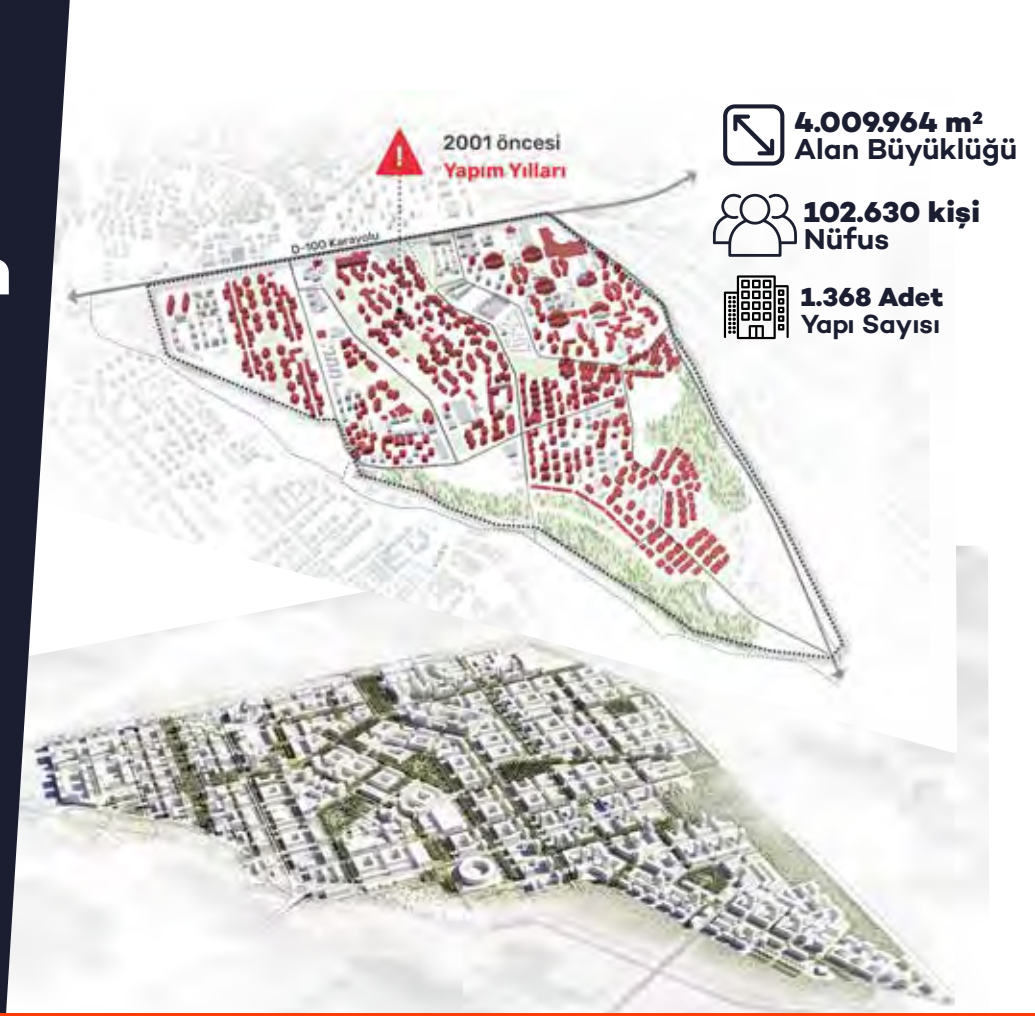 2001 öncesi
Yapım Yılları
D-100 Karayolu
4.009.964 m²
Alan Büyüklüğü
102.630 kişi
Nüfus
1.368 Adet
Yapı Sayısı